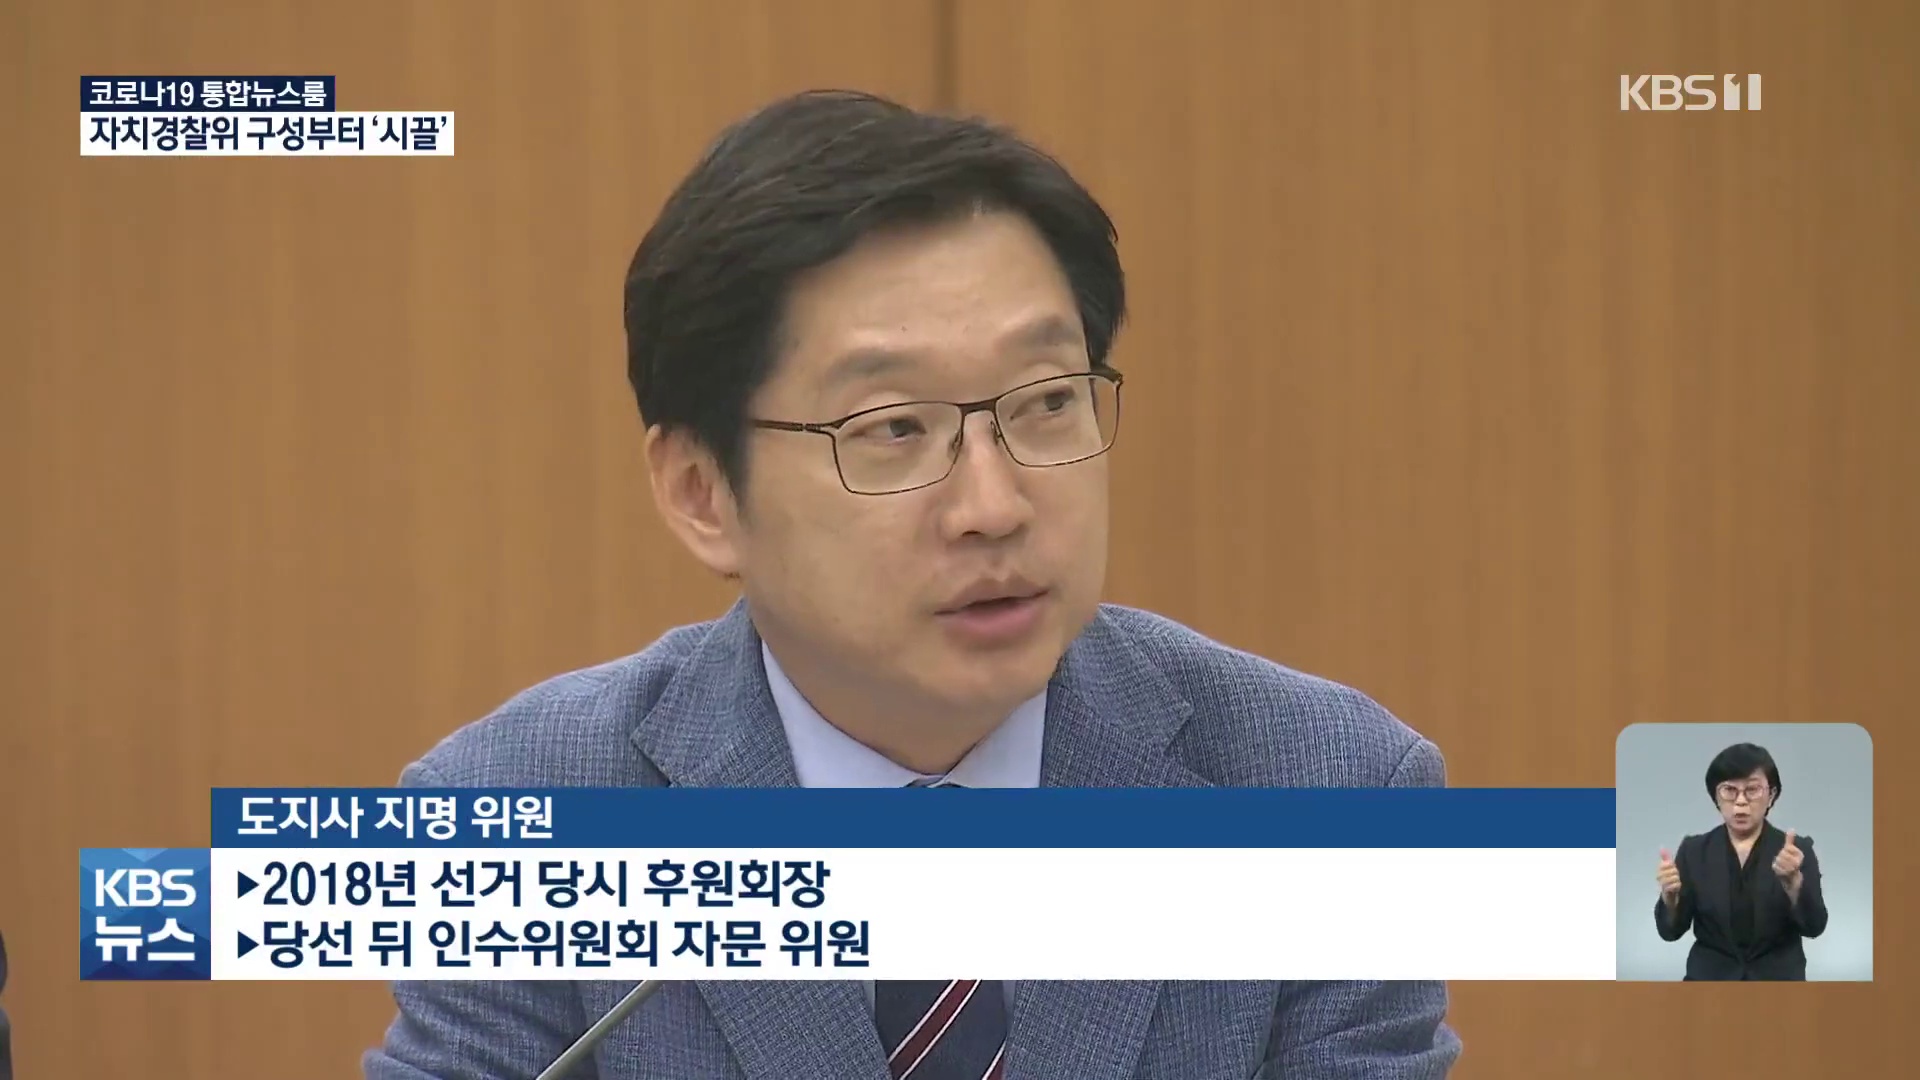 코로나19 통합뉴스룸
자치경찰위 구성부터 ‘시끌’
KBS 1
도지사 지명 위원
▶2018년 선거 당시 후원회장
▶당선 뒤 인수위원회 자문 위원
KBS
뉴스